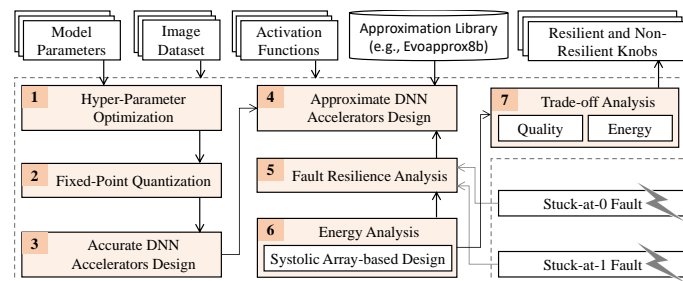 Model
Parameters
Image
Dataset
Activation
Functions
Approximation Library
(e.g., Evoapprox8b)
Resilient and Non-
Resilient Knobs
1
Hyper-Parameter
Optimization
4
Approximate DNN
Accelerators Design
7
Trade-off Analysis
Quality
Energy
2
Fixed-Point Quantization
5
Fault Resilience Analysis
Stuck-at-0 Fault
3
Accurate DNN
Accelerators Design
6
Energy Analysis
Systolic Array-based Design
Stuck-at-1 Fault